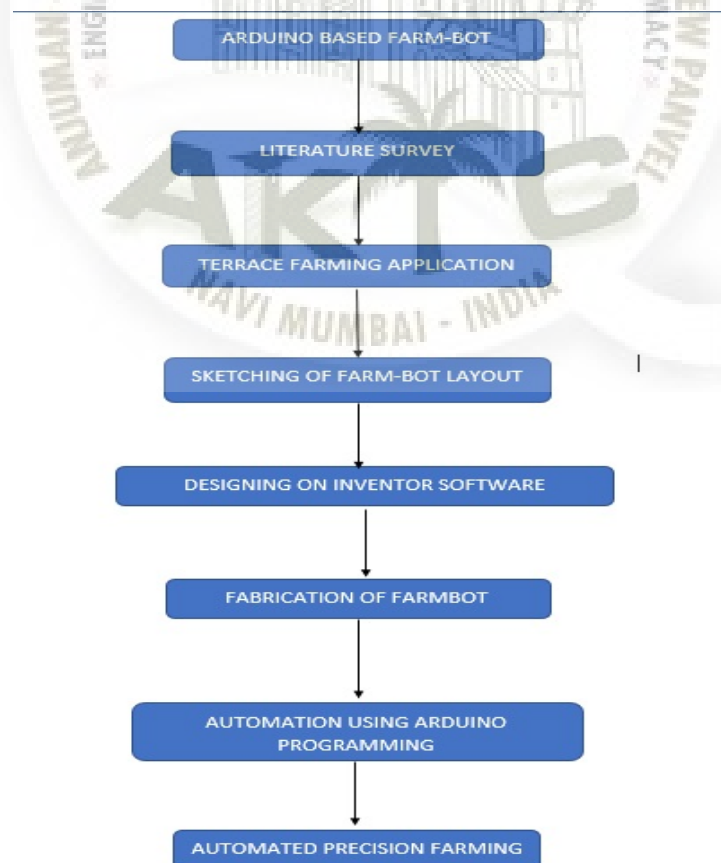 ARDUINO BASED FARM-BOT
LITERATURE SURVEY
AKTC
TERRACE FARMING APPLICATION
NAVI MUMBAI - INDIA
SKETCHING OF FARM-BOT LAYOUT
DESIGNING ON INVENTOR SOFTWARE
FABRICATION OF FARMBOT
AUTOMATION USING ARDUINO
PROGRAMMING
AUTOMATED PRECISION FARMING